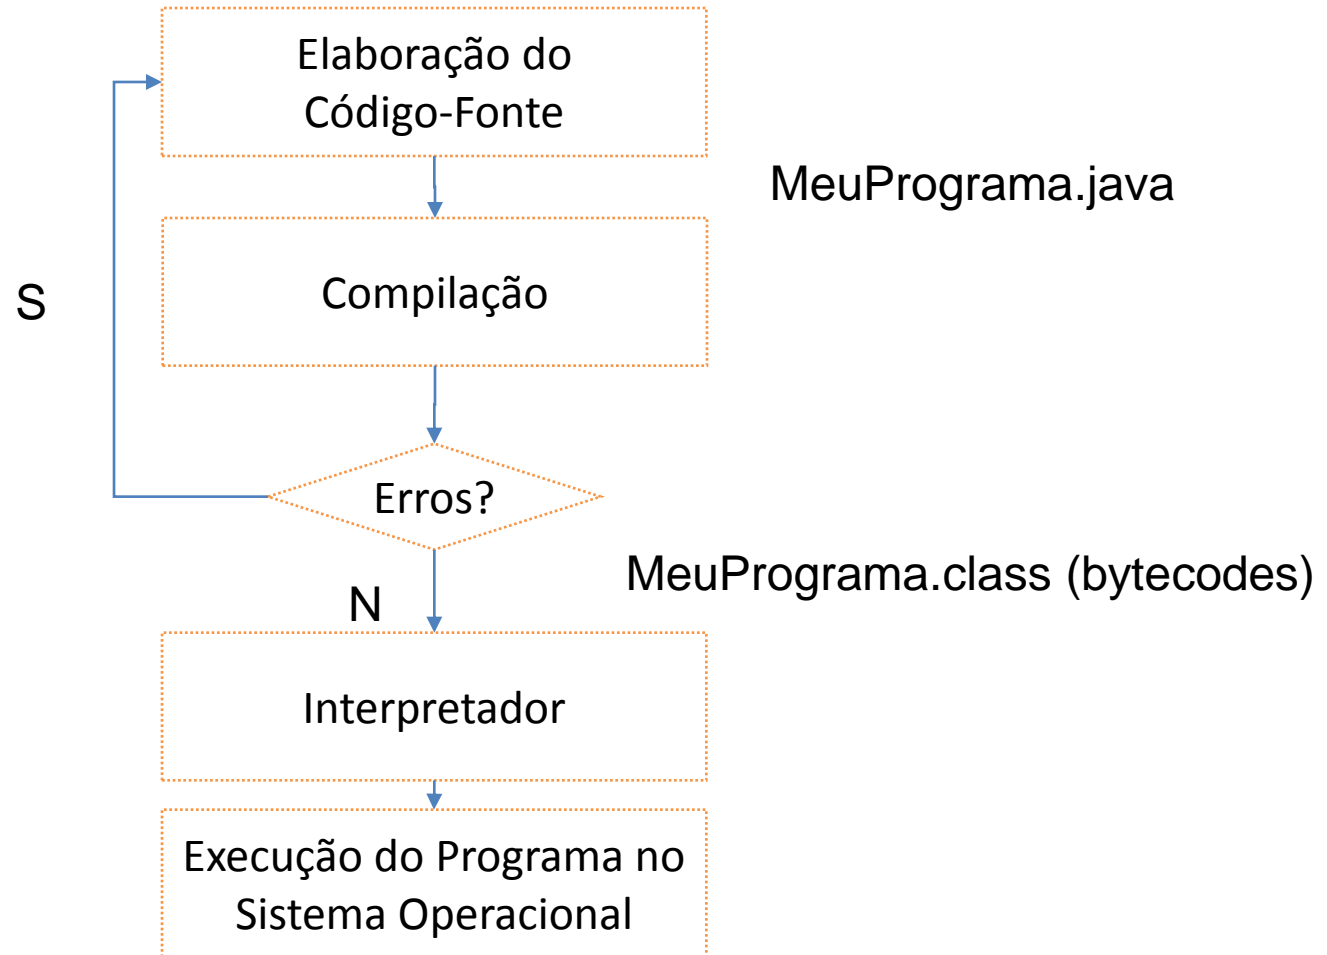 Elaboração do
Código-Fonte
MeuPrograma.java
Compilação
S
Erros?
MeuPrograma.class (bytecodes)
N
Interpretador
Execução do Programa no
Sistema Operacional